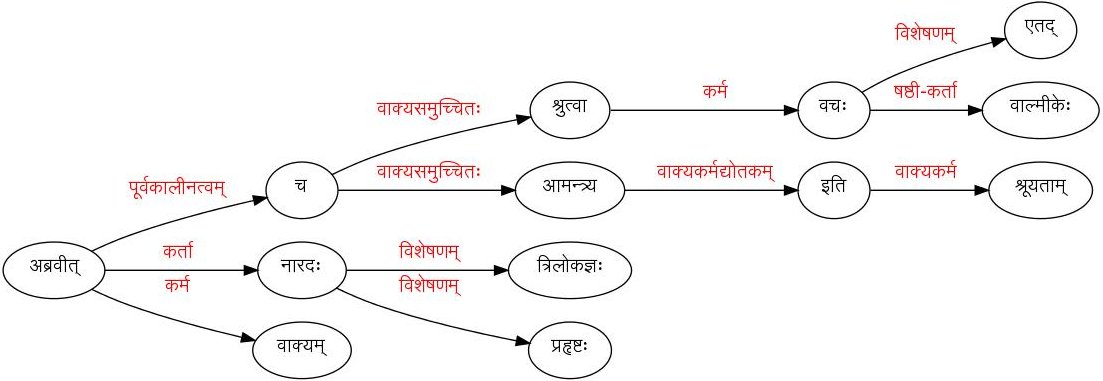 एतद्
विशेषणम्
श्रुत्वा
कर्म
वचः
षष्ठी-कर्ता
वाल्मीकेः
वाक्यसमुच्चितः
पूर्वकालीनत्वम्
च
वाक्यसमुच्चितः
आमन्त्र्य
वाक्यकर्मद्योतकम्
इति
वाक्यकर्म
श्रूयताम्
अब्रवीत्
कर्ता
नारदः
विशेषणम्
त्रिलोकज्ञः
कर्म
विशेषणम्
वाक्यम्
प्रहृष्टः